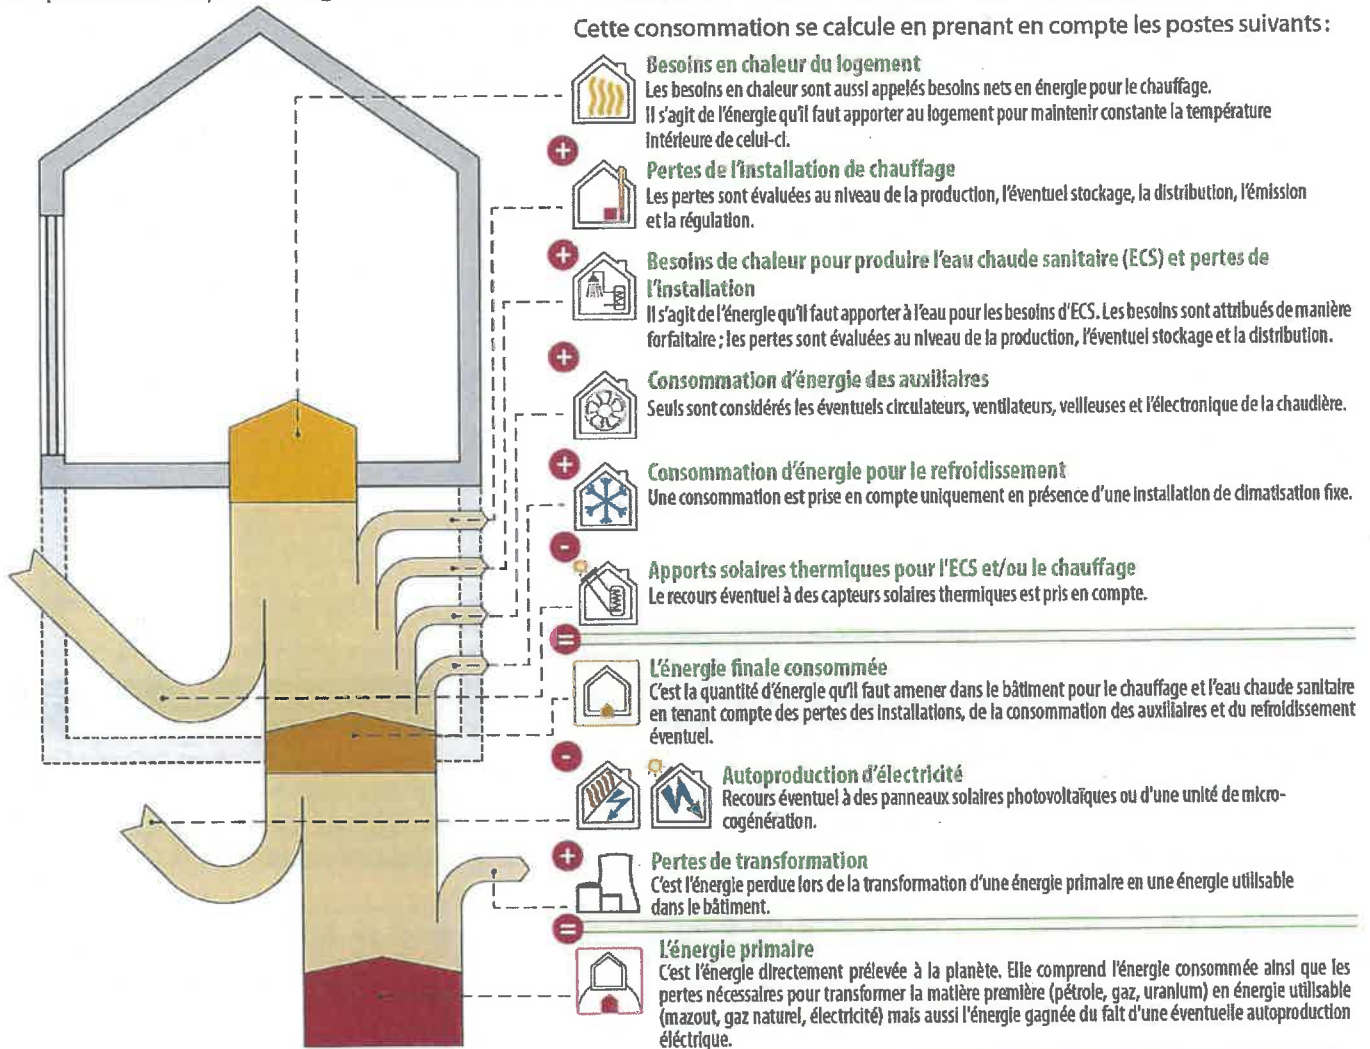 Cette consommation se calcule en prenant en compte les postes suivants :
Besoins en chaleur du logement
Les besoins en chaleur sont aussi appelés besoins nets en énergie pour le chauffage.
Il s'agit de l'énergie qu'il faut apporter au logement pour maintenir constante la température
intérieure de celui-ci.
+
Pertes de l'installation de chauffage
Les pertes sont évaluées au niveau de la production, l'éventuel stockage, la distribution, l'émission
et la régulation.
+
Besoins de chaleur pour produire l'eau chaude sanitaire (ECS) et pertes de
l'installation
Il s'agit de l'énergie qu'il faut apporter à l'eau pour les besoins d'ECS. Les besoins sont attribués de manière
forfaitaire ; les pertes sont évaluées au niveau de la production, l'éventuel stockage et la distribution.
+
Consommation d'énergie des auxiliaires
Seuls sont considérés les éventuels circulateurs, ventilateurs, veilleuses et l'électronique de la chaudière.
+
Consommation d'énergie pour le refroidissement
Une consommation est prise en compte uniquement en présence d'une installation de climatisation fixe.
-
Apports solaires thermiques pour l'ECS et/ou le chauffage
Le recours éventuel à des capteurs solaires thermiques est pris en compte.
=
L'énergie finale consommée
C'est la quantité d'énergie qu'il faut amener dans le bâtiment pour le chauffage et l'eau chaude sanitaire
en tenant compte des pertes des installations, de la consommation des auxiliaires et du refroidissement
éventuel.
-
Autoproduction d'électricité
Recours éventuel à des panneaux solaires photovoltaïques ou d'une unité de micro-
cogénération.
+
Pertes de transformation
C'est l'énergie perdue lors de la transformation d'une énergie primaire en une énergie utilisable
dans le bâtiment.
=
L'énergie primaire
C'est l'énergie directement prélevée à la planète. Elle comprend l'énergie consommée ainsi que les
pertes nécessaires pour transformer la matière première (pétrole, gaz, uranium) en énergie utilisable
(mazout, gaz naturel, électricité) mais aussi l'énergie gagnée du fait d'une éventuelle autoproduction
éléctrique.